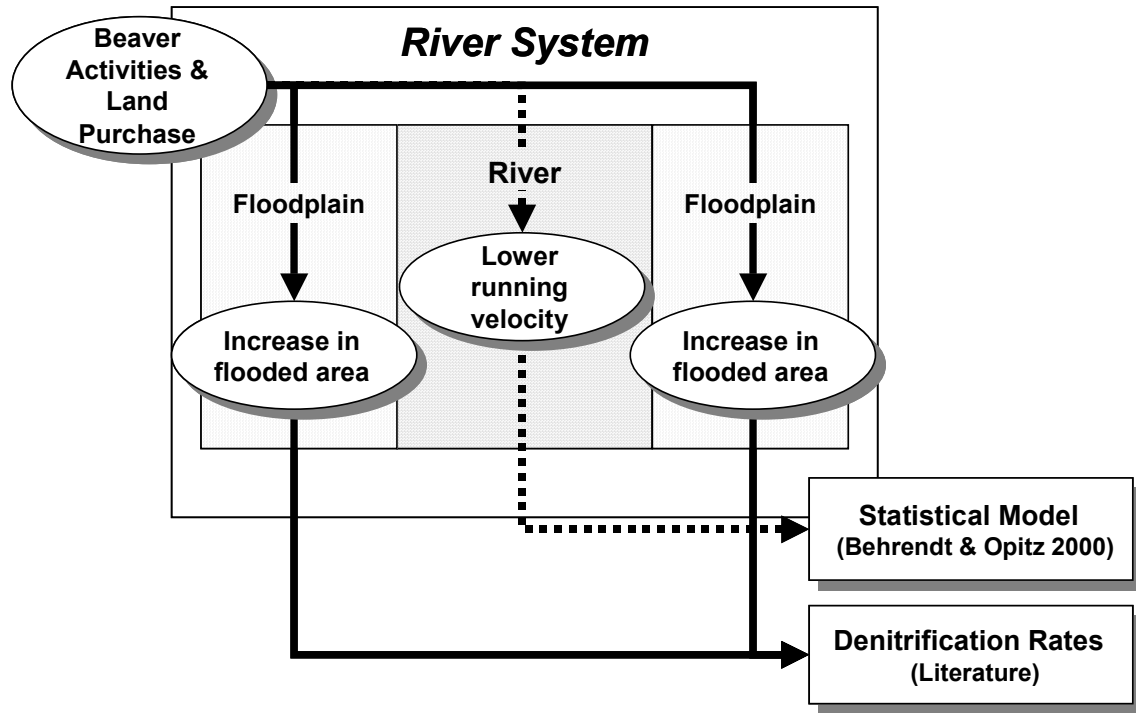 Beaver
Activities &
Land
Purchase
River System
Floodplain
River
Floodplain
Lower
running
velocity
Increase in
flooded area
Increase in
flooded area
Statistical Model
(Behrendt & Opitz 2000)
Denitrification Rates
(Literature)